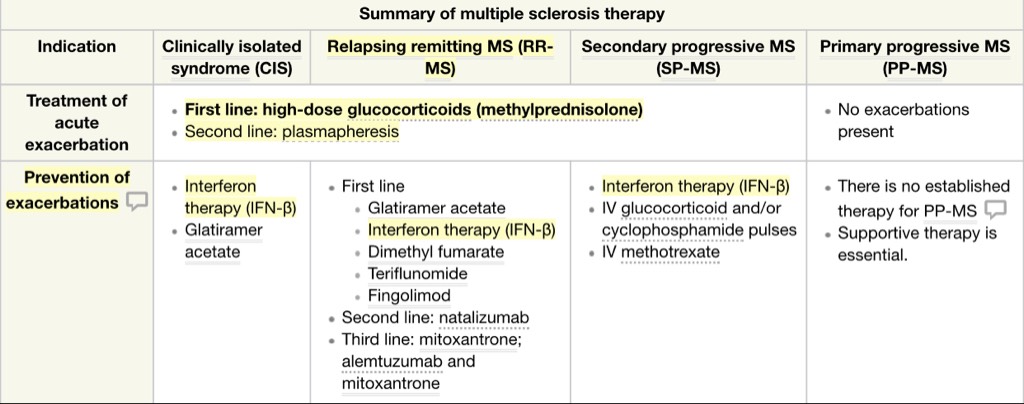 Summary of multiple sclerosis therapy
Indication
Clinically isolated
syndrome (CIS)
Relapsing remitting MS (RR-
MS)
Secondary progressive MS
(SP-MS)
Primary progressive MS
(PP-MS)
Treatment of
acute
exacerbation
• First line: high-dose glucocorticoids (methylprednisolone)
• Second line: plasmapheresis
• No exacerbations
present
Prevention of
exacerbations
• Interferon
therapy (IFN-β)
• Glatiramer
acetate
• First line
• Glatiramer acetate
• Interferon therapy (IFN-β)
• Dimethyl fumarate
• Teriflunomide
• Fingolimod
• Second line: natalizumab
• Third line: mitoxantrone;
alemtuzumab and
mitoxantrone
• Interferon therapy (IFN-β)
• IV glucocorticoid and/or
cyclophosphamide pulses
• IV methotrexate
• There is no established
therapy for PP-MS
• Supportive therapy is
essential.